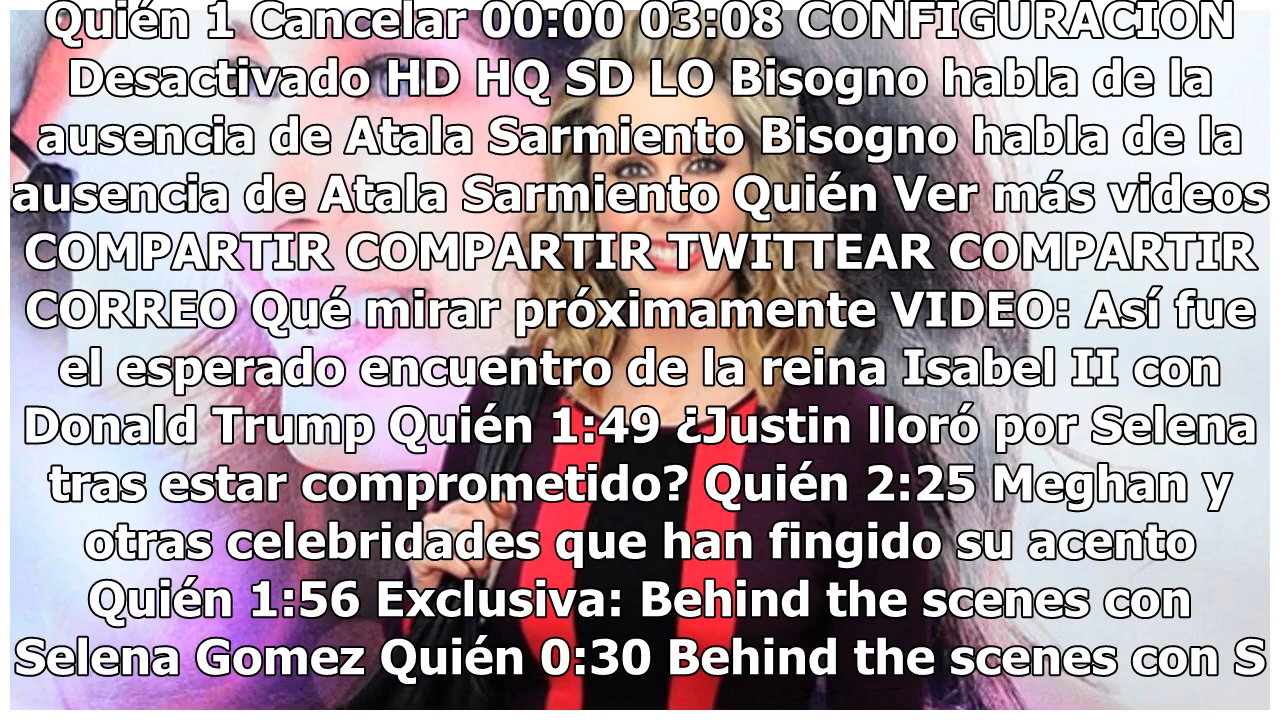 Quién 1 Cancelar 00:00 03:08 CONFIGURACIÓN
Desactivado HD HQ SD LO Bisogno habla de la
ausencia de Atala Sarmiento Bisogno habla de la
ausencia de Atala Sarmiento Quién Ver más videos
COMPARTIR COMPARTIR TWITTEAR COMPARTIR
CORREO Qué mirar próximamente VIDEO: Así fue
el esperado encuentro de la reina Isabel II con
Donald Trump Quién 1:49 ¿Justin lloró por Selena
tras estar comprometido? Quién 2:25 Meghan y
otras celebridades que han fingido su acento
Quién 1:56 Exclusiva: Behind the scenes con
Selena Gomez Quién 0:30 Behind the scenes con S